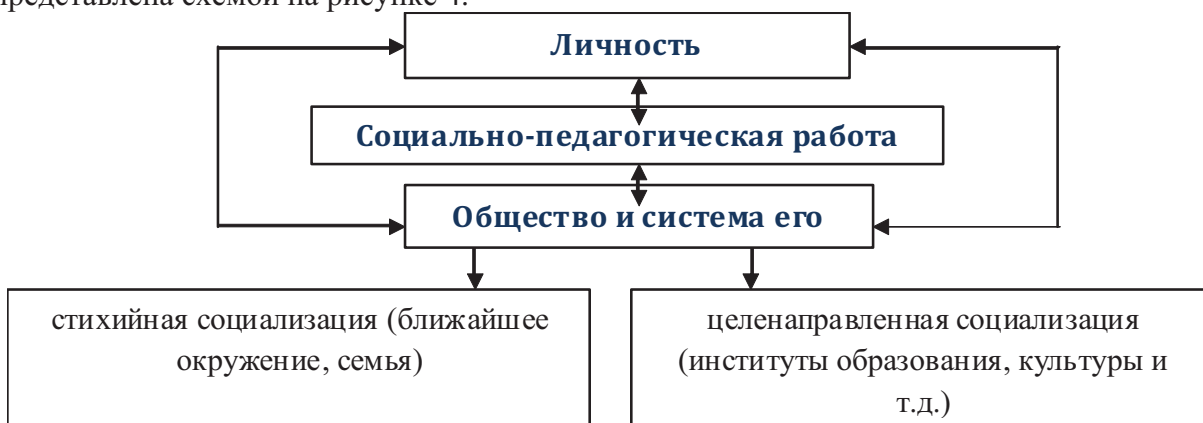 представлена схемой на рисунке 4.
Личность
Социально-педагогическая работа
Общество и система его
стихийная социализация (ближайшее
окружение, семья)
целенаправленная социализация
(институты образования, культуры и
т.д.)